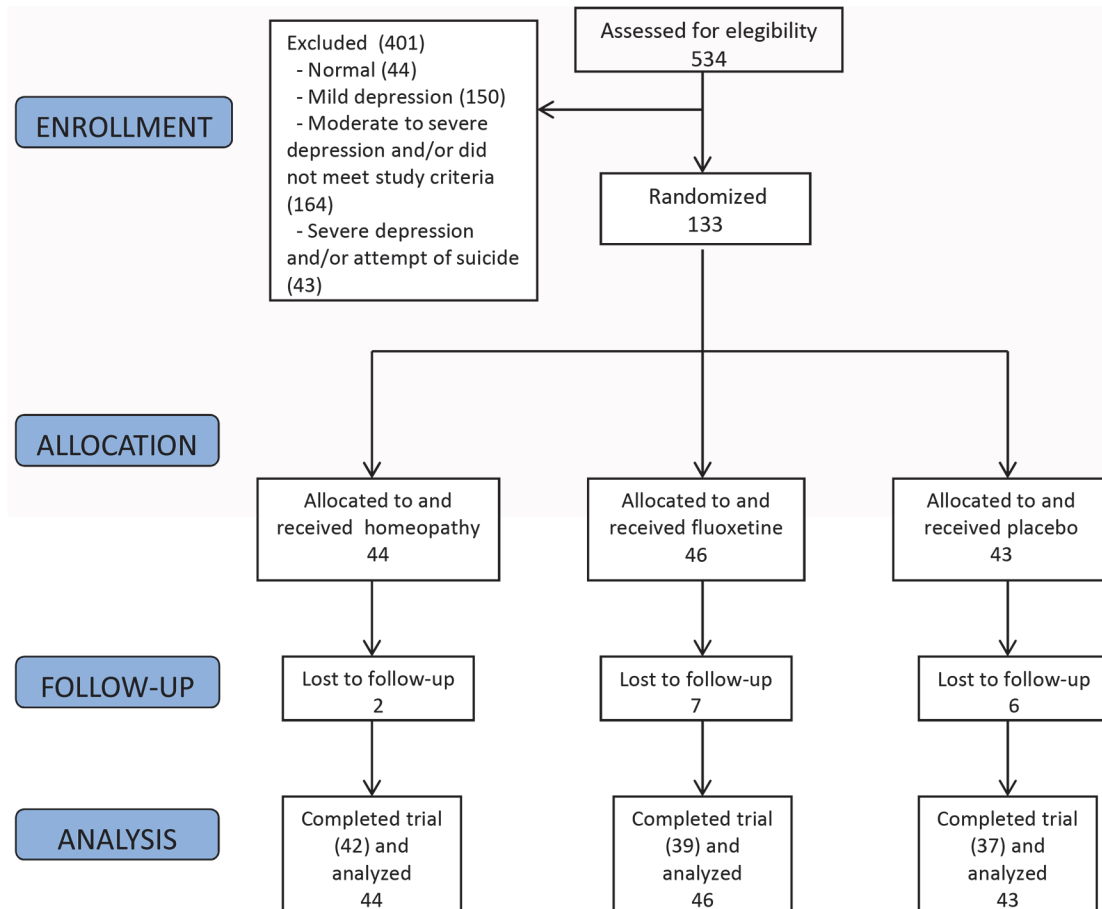 Assessed for elegibility
534
Excluded (401)
- Normal (44)
- Mild depression (150)
- Moderate to severe
depression and/or did
not meet study criteria
(164)
- Severe depression
and/or attempt of suicide
(43)
ENROLLMENT
Randomized
133
ALLOCATION
Allocated to and
received homeopathy
44
Allocated to and
received fluoxetine
46
Allocated to and
received placebo
43
FOLLOW-UP
Lost to follow-up
2
Lost to follow-up
7
Lost to follow-up
6
ANALYSIS
Completed trial
(42) and
analyzed
44
Completed trial
(39) and
analyzed
46
Completed trial
(37) and
analyzed
43